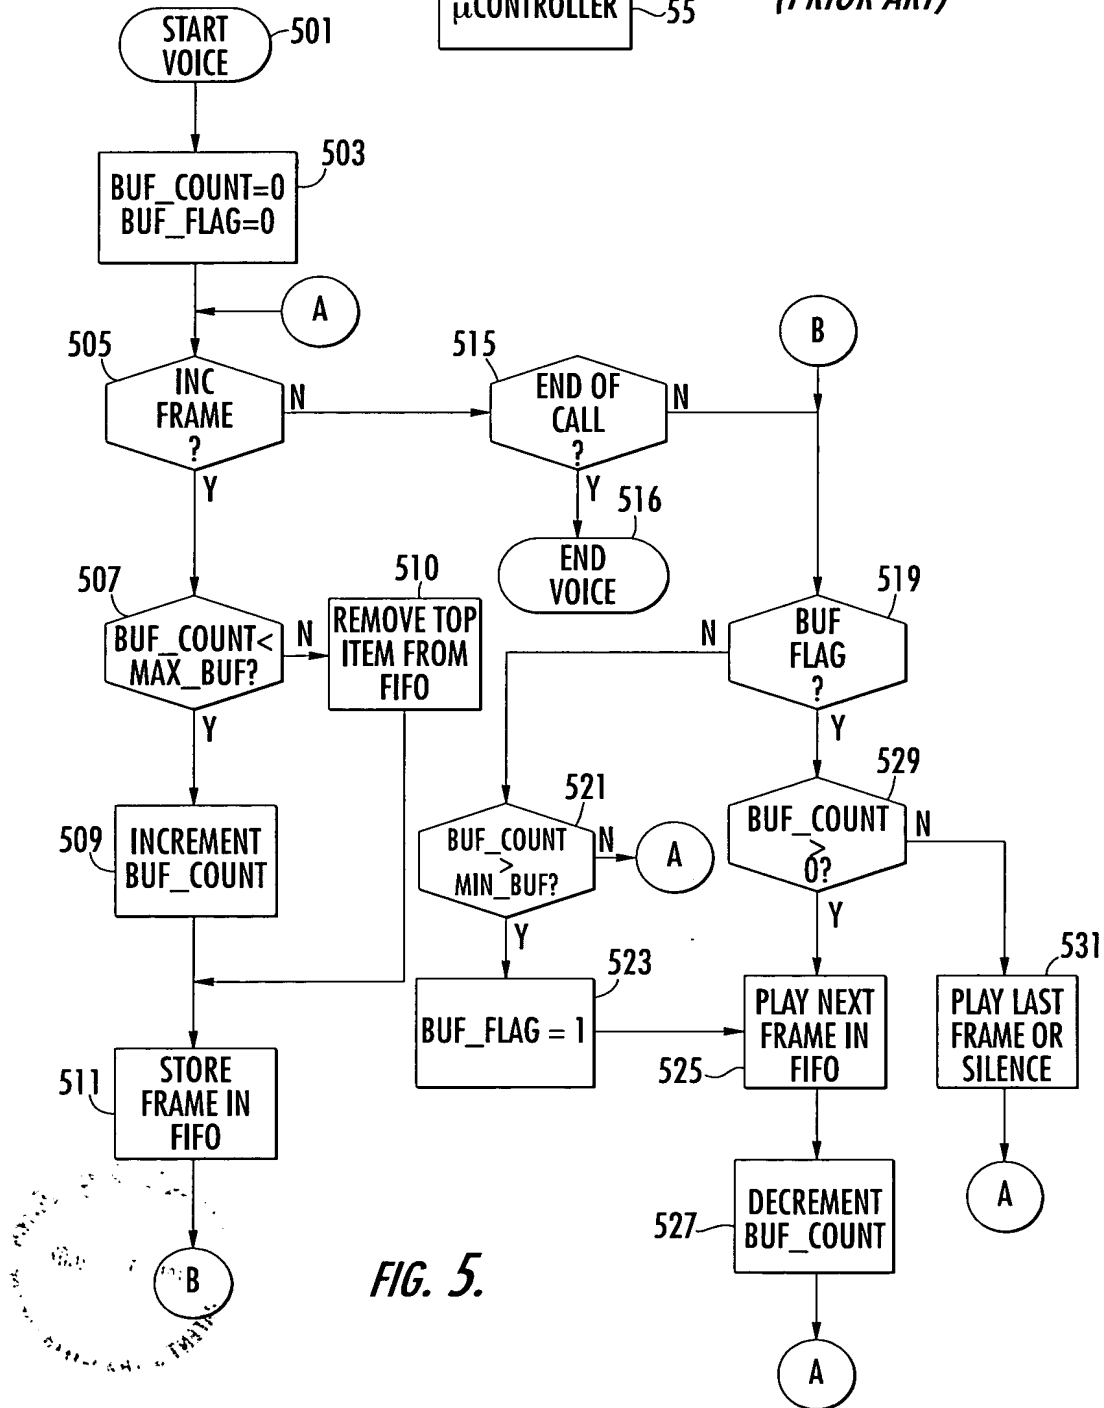 µCONTROLLER
55
(PRIOR ART)
START
VOICE
501
BUF_COUNT=0
BUF_FLAG=0
503
A
B
505
INC
FRAME
?
N
Y
515
END OF
CALL
?
N
Y
516
END
VOICE
507
BUF_COUNT<
MAX_BUF?
N
Y
510
REMOVE TOP
ITEM FROM
FIFO
519
BUF
FLAG
?
N
Y
509
INCREMENT
BUF_COUNT
521
BUF_COUNT
>
MIN_BUF?
N
A
Y
529
BUF_COUNT
>
0?
N
Y
523
BUF_FLAG = 1
525
PLAY NEXT
FRAME IN
FIFO
531
PLAY LAST
FRAME OR
SILENCE
A
511
STORE
FRAME IN
FIFO
B
527
DECREMENT
BUF_COUNT
A
FIG. 5.